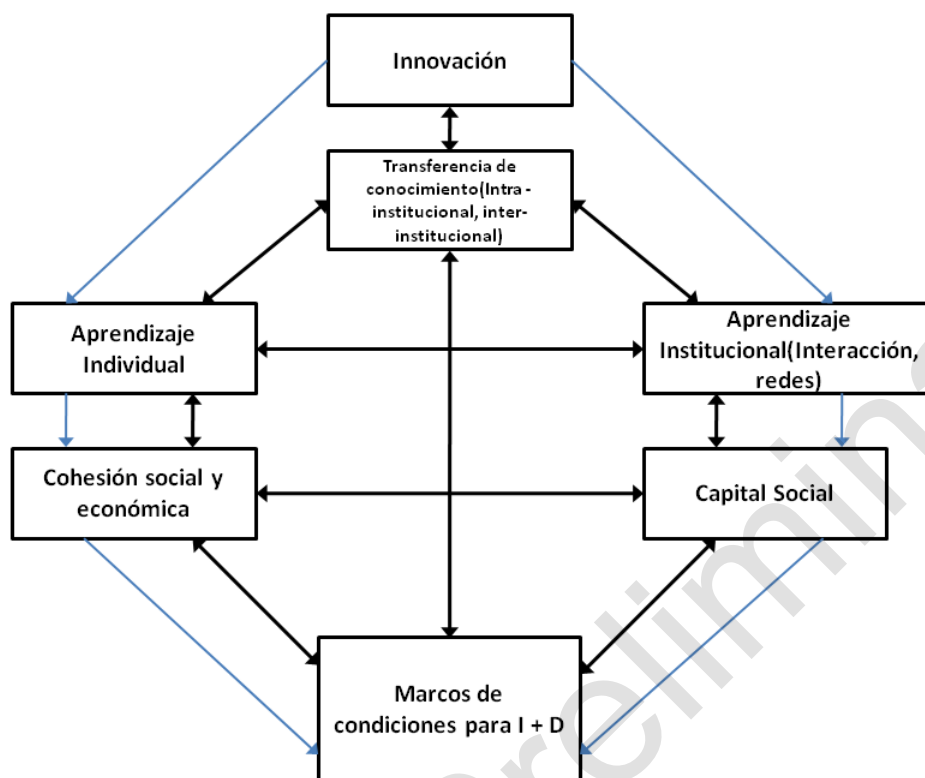 Innovación
Transferencia de
conocimiento(Intra -
institucional, inter-
institucional)
Aprendizaje
Individual
Aprendizaje
Institucional(Interacción,
redes)
Cohesión social y
económica
Capital Social
Marcos de
condiciones para I + D